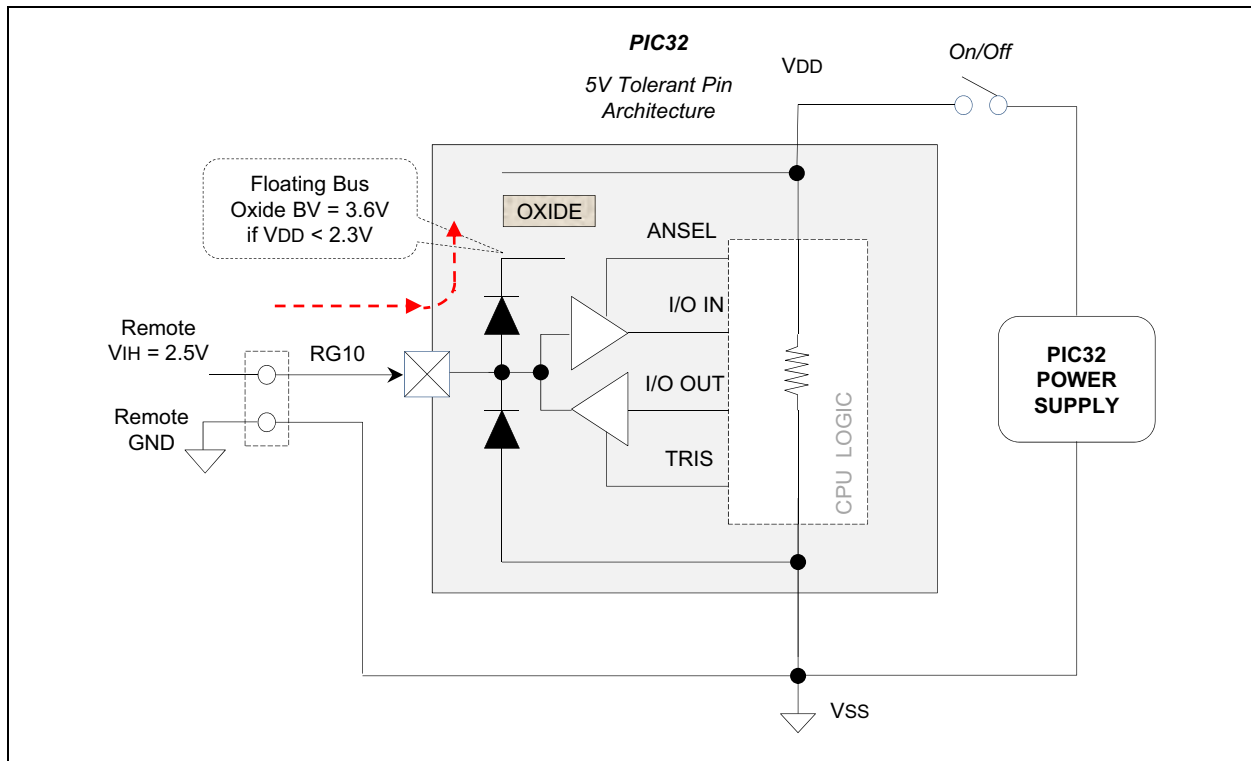 PIC32
5V Tolerant Pin
Architecture
VDD
On/Off
Floating Bus
Oxide BV = 3.6V
if VDD < 2.3V
OXIDE
ANSEL
I/O IN
Remote
VIH = 2.5V
RG10
I/O OUT
Remote
GND
TRIS
CPU LOGIC
PIC32
POWER
SUPPLY
VSS